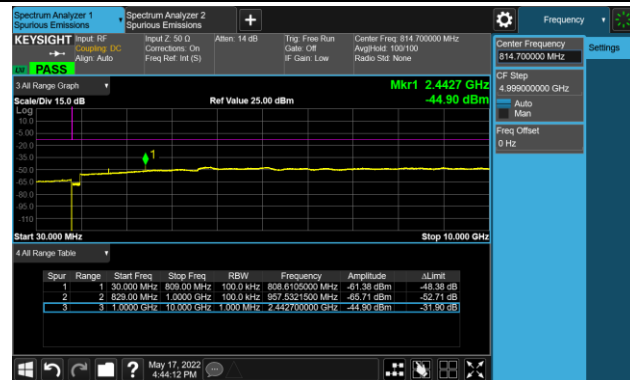 Spectrum Analyzer 1
Spurious Emissions
Spectrum Analyzer 2
Spurious Emissions
+
Frequency
KEYSIGHT
Input: RF
Coupling: DC
Align: Auto
Input Z: 50 Ω
Corrections: On
Freq Ref: Int (S)
Atten: 14 dB
Trig: Free Run
Gate: Off
IF Gain: Low
Center Freq: 814.700000 MHz
Avg|Hold: 100/100
Radio Std: None
PASS
Center Frequency
814.700000 MHz
Settings
CF Step
4.999000000 GHz
Auto
Man
Freq Offset
0 Hz
3 All Range Graph
Mkr1 2.4427 GHz
-44.90 dBm
Scale/Div 15.0 dB
Ref Value 25.00 dBm
Log
10.0
-5.00
-20.0
-35.0
-50.0
-65.0
-80.0
-95.0
-110
1
Start 30.000 MHz
Stop 10.000 GHz
4 All Range Table
Spur Range Start Freq Stop Freq RBW Frequency Amplitude ΔLimit
1 1 30.000 MHz 809.00 MHz 100.0 kHz 808.6105000 MHz -61.38 dBm -48.38 dB
2 2 829.00 MHz 1.0000 GHz 100.0 kHz 957.5321500 MHz -65.71 dBm -52.71 dB
3 3 1.0000 GHz 10.000 GHz 1.000 MHz 2.442700000 GHz -44.90 dBm -31.90 dB
?
May 17, 2022
4:44:12 PM